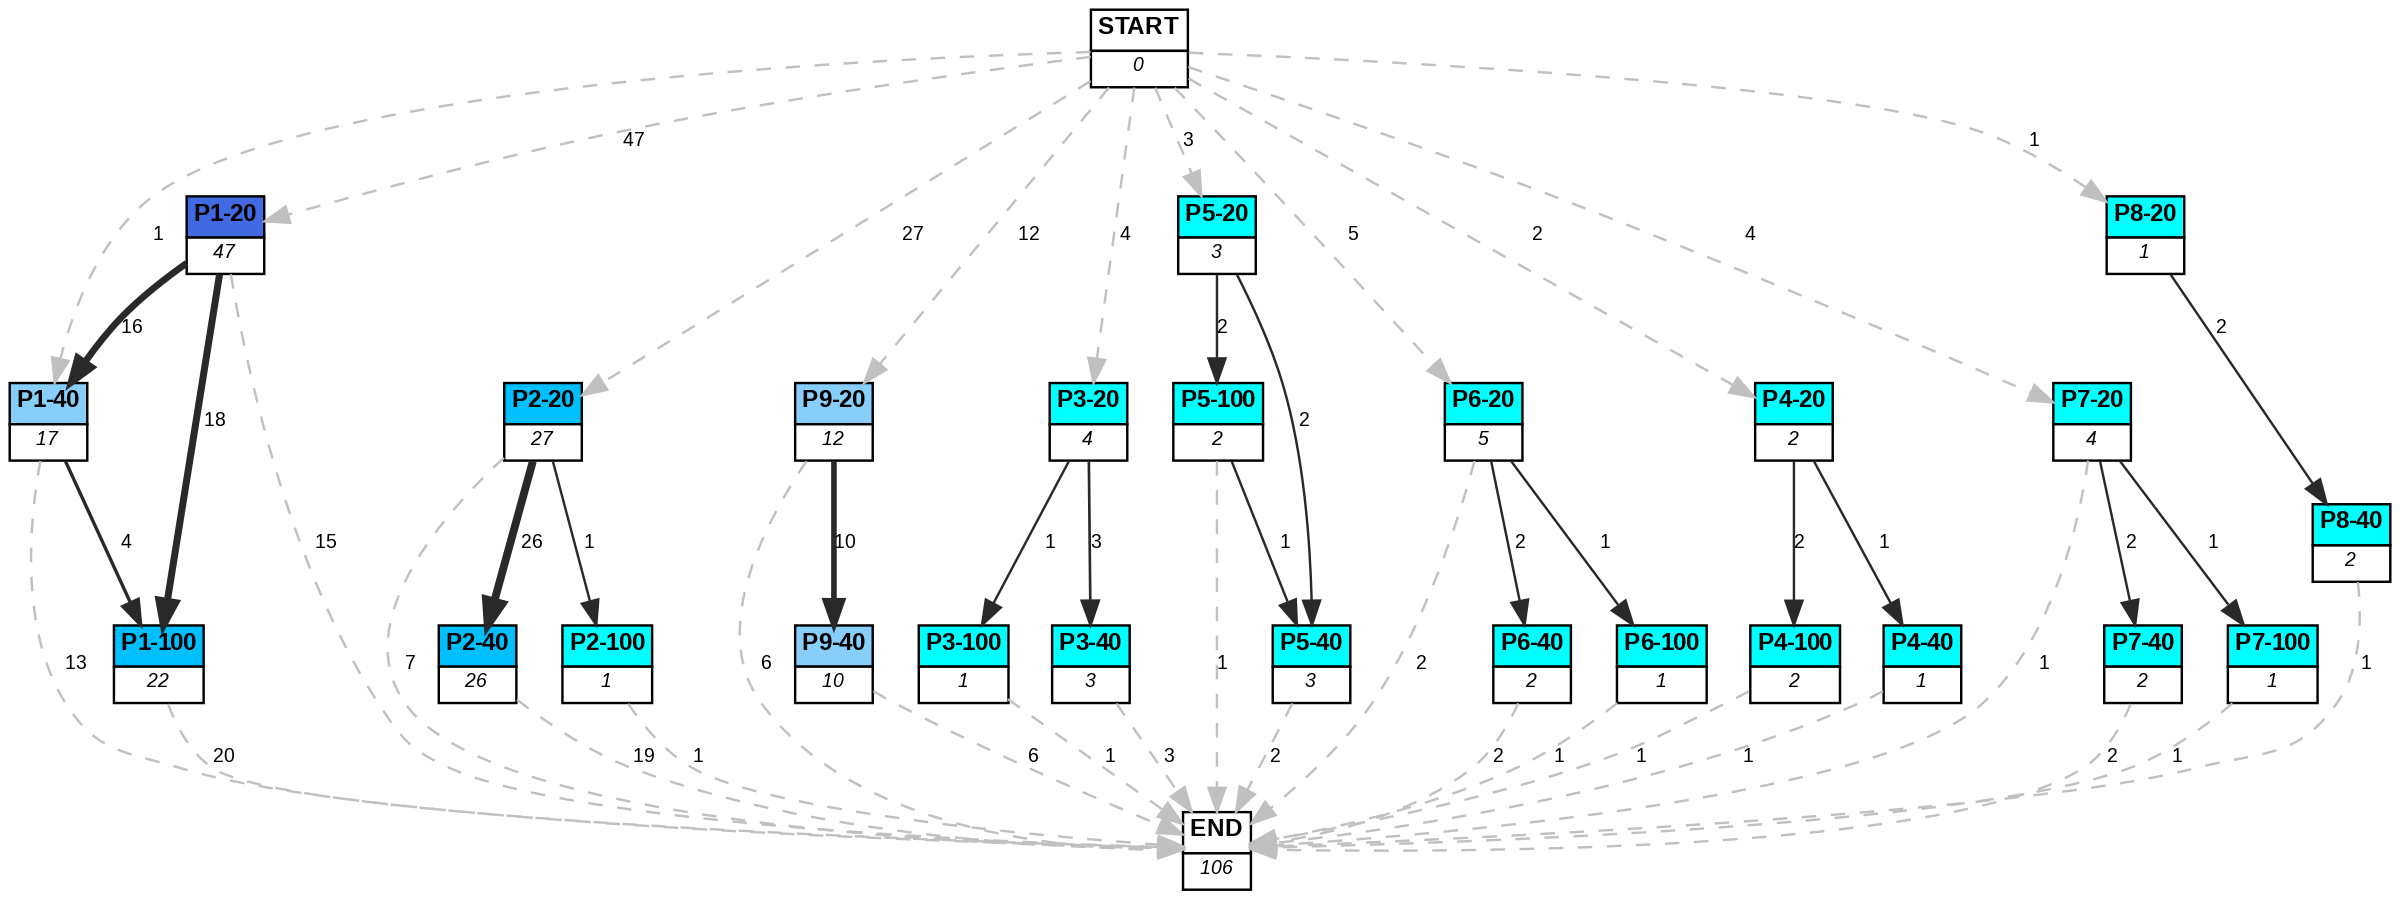 START
0
47
3
1
P1-20
47
P5-20
3
P8-20
1
1
27
12
4
5
2
4
16
2
2
18
2
P1-40
17
P2-20
27
P9-20
12
P3-20
4
P5-100
2
P6-20
5
P4-20
2
P7-20
4
4
15
26
1
10
1
3
1
2
1
2
1
2
1
P8-40
2
P1-100
22
P2-40
26
P2-100
1
P9-40
10
P3-100
1
P3-40
3
P5-40
3
P6-40
2
P6-100
1
P4-100
2
P4-40
1
P7-40
2
P7-100
1
13
7
6
1
2
1
1
20
19
1
6
1
3
2
2
1
1
1
2
1
END
106